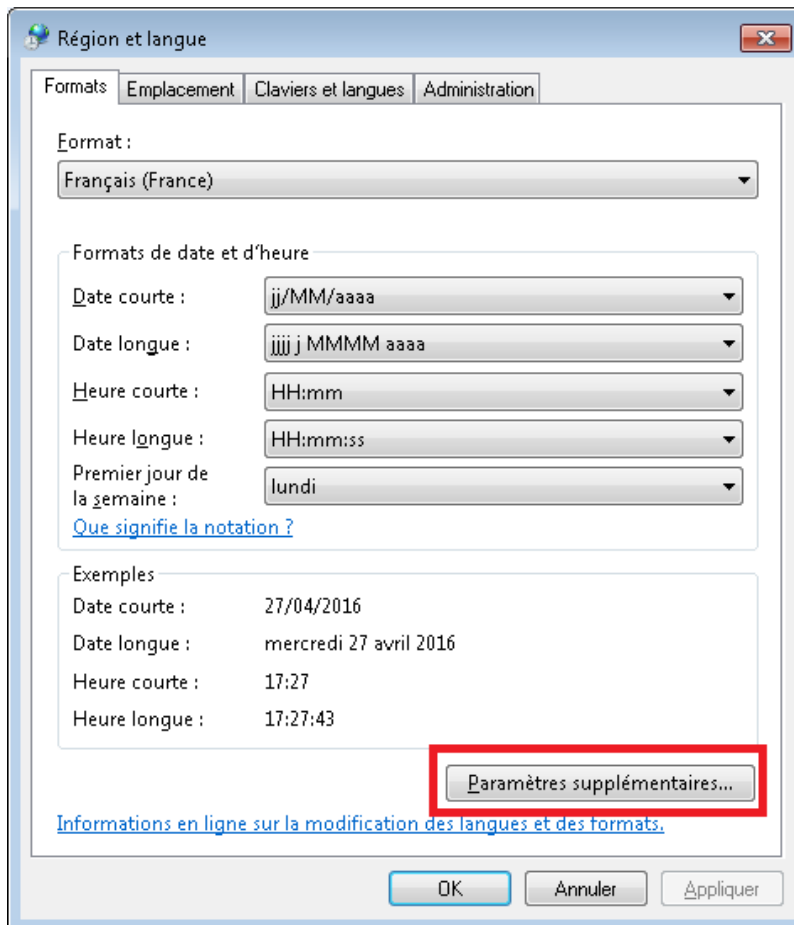 Région et langue
Formats Emplacement Claviers et langues Administration
Format :
Français (France)
Formats de date et d'heure
Date courte : jj/MM/aaaa
Date longue : jjjj j MMMM aaaa
Heure courte : HH:mm
Heure longue : HH:mm:ss
Premier jour de
la semaine : lundi
Que signifie la notation ?
Exemples
Date courte : 27/04/2016
Date longue : mercredi 27 avril 2016
Heure courte : 17:27
Heure longue : 17:27:43
Paramètres supplémentaires...
Informations en ligne sur la modification des langues et des formats.
OK Annuler Appliquer